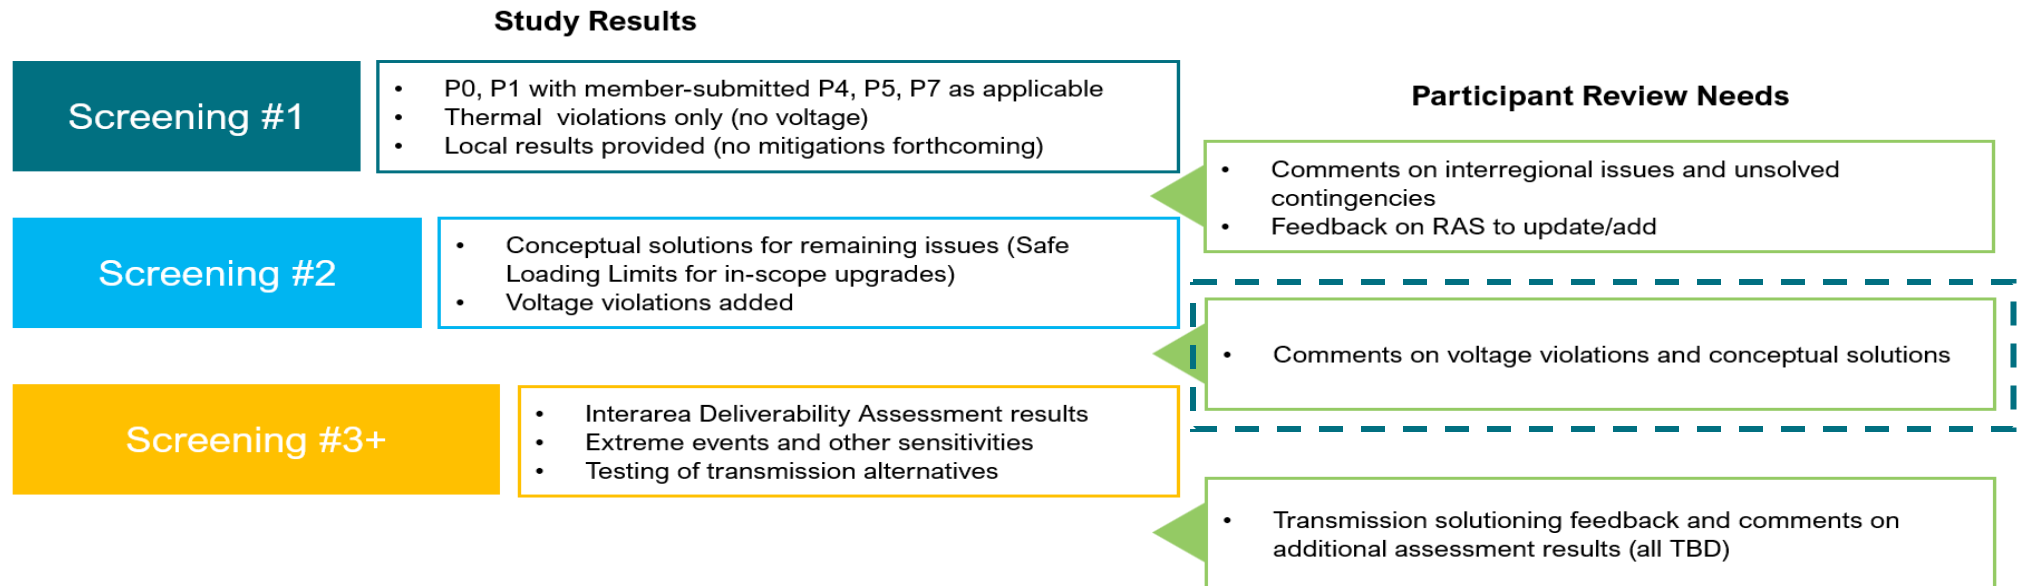 Study Results
Screening #1
• P0, P1 with member-submitted P4, P5, P7 as applicable
• Thermal  violations only (no voltage)
• Local results provided (no mitigations forthcoming)
Participant Review Needs
• Comments on interregional issues and unsolved
contingencies
• Feedback on RAS to update/add
Screening #2
• Conceptual solutions for remaining issues (Safe
Loading Limits for in-scope upgrades)
• Voltage violations added
• Comments on voltage violations and conceptual solutions
Screening #3+
• Interarea Deliverability Assessment results
• Extreme events and other sensitivities
• Testing of transmission alternatives
• Transmission solutioning feedback and comments on
additional assessment results (all TBD)